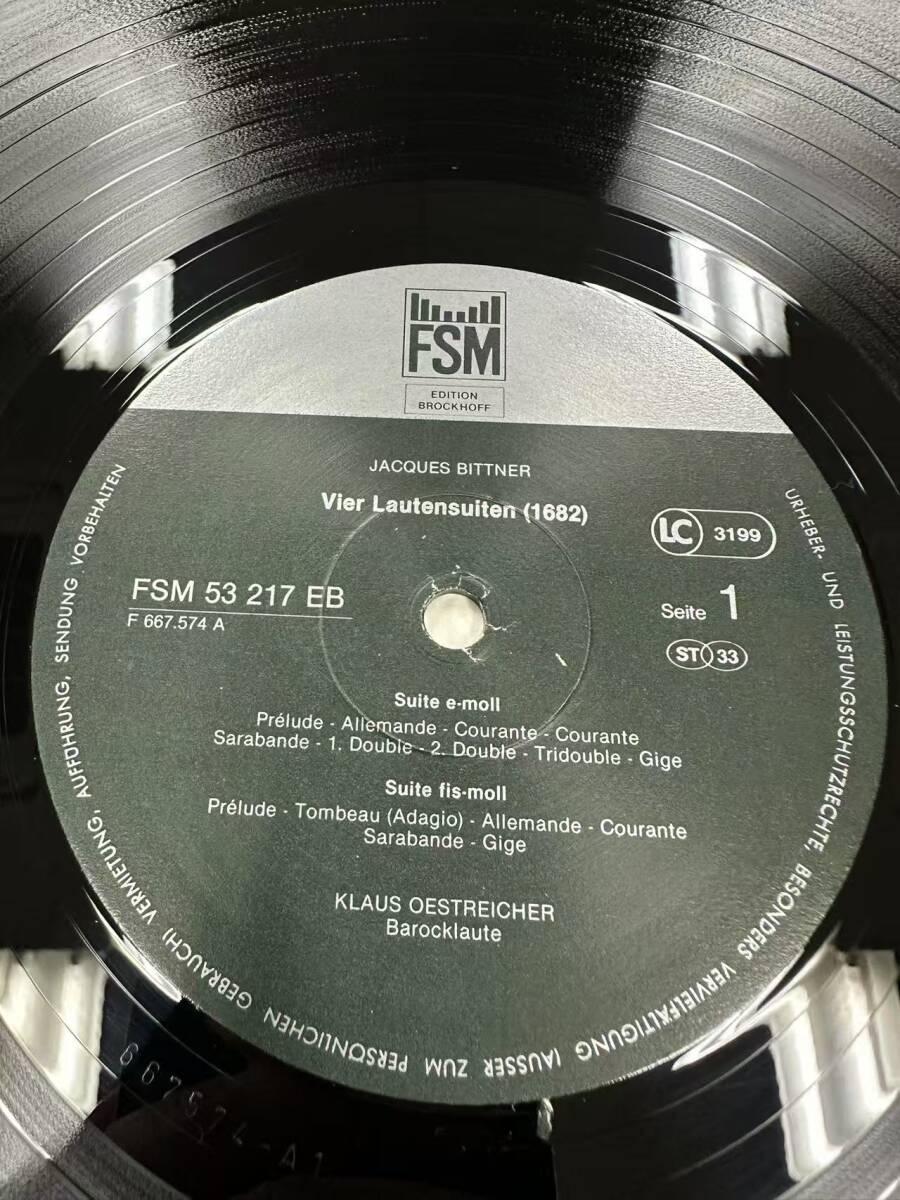 FSM
EDITION
BROCKHOFF
JACQUES BITTNER
Vier Lautensuiten (1682)
LC 3199
FSM 53 217 EB
F 667.574 A
Seite 1
ST 33
Suite e-moll
Prélude - Allemande - Courante - Courante
Sarabande - 1. Double - 2. Double - Tridouble - Gige
Suite fis-moll
Prélude - Tombeau (Adagio) - Allemande - Courante
Sarabande - Gige
KLAUS OESTREICHER
Barocklaute
URHEBER- UND LEISTUNGSSCHUTZRECHTE, BESONDERS VERVIELFÄLTIGUNG (AUSSER ZUM PERSÖNLICHEN GEBRAUCH) VERMIETUNG, AUFFÜHRUNG, SENDUNG VORBEHALTEN
667574-A1